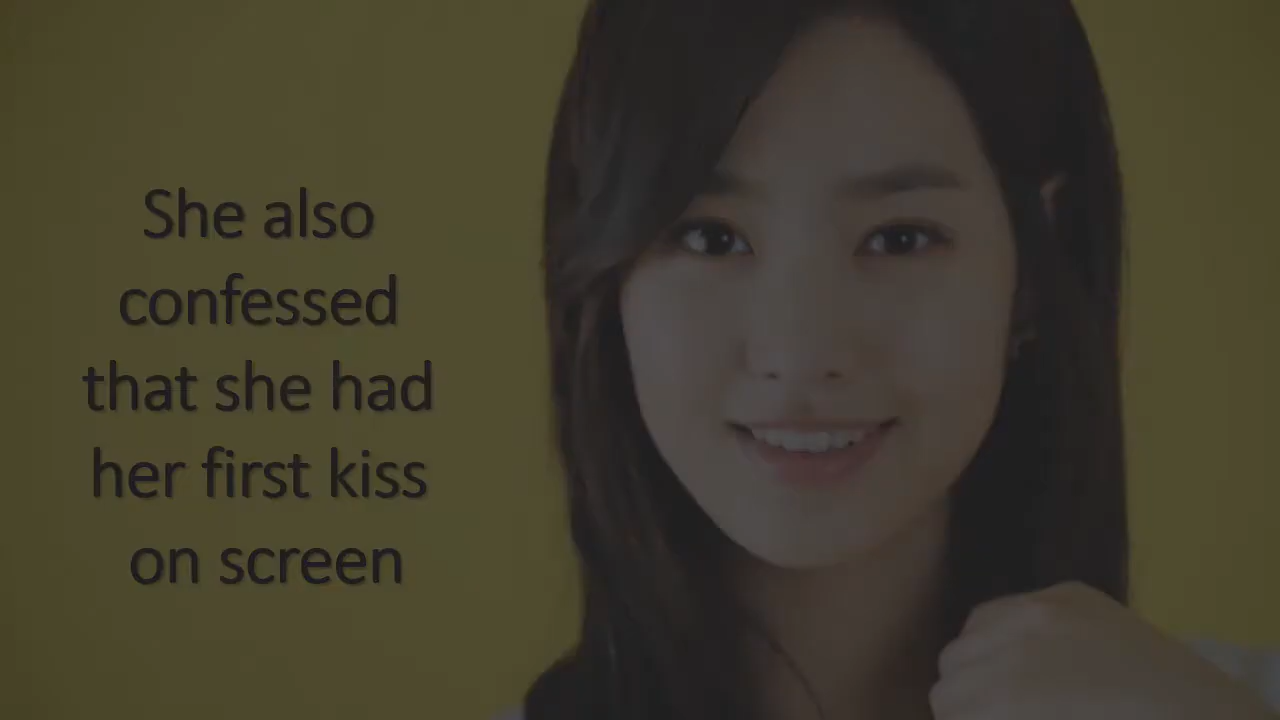 She also
confessed
that she had
her first kiss
on screen